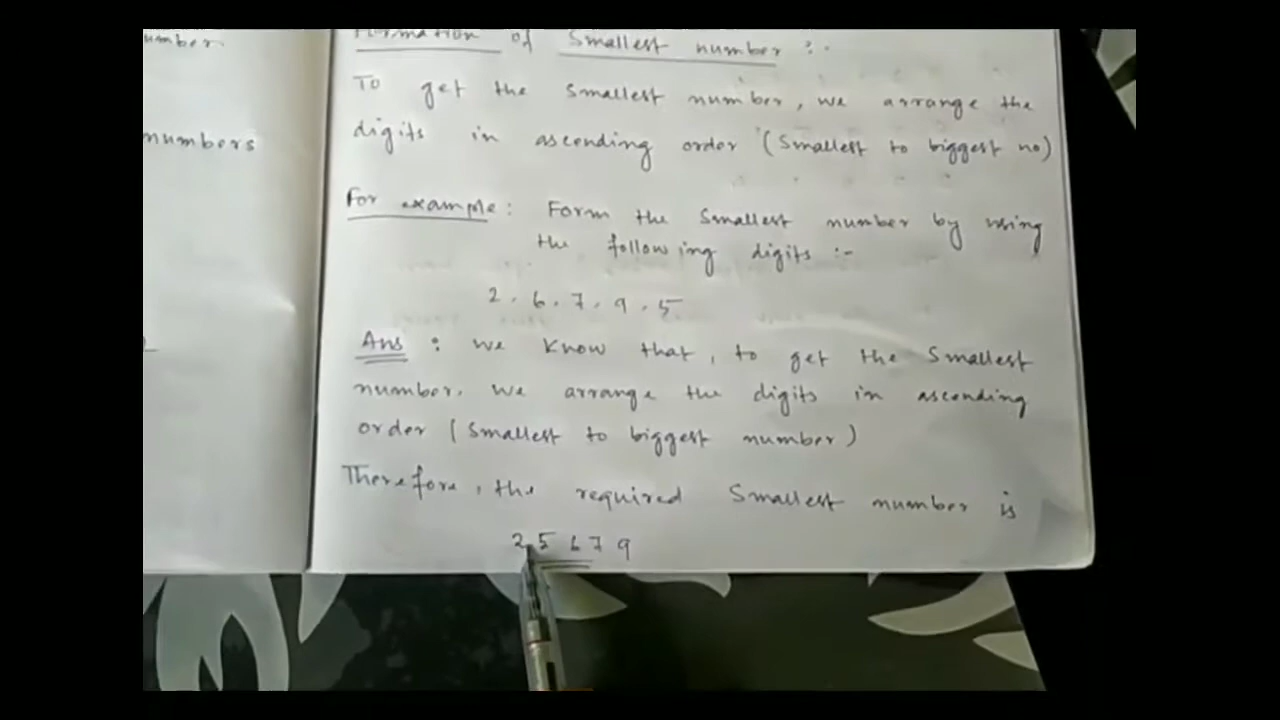 umber.
numbers
Formation of Smallest number :-
To get the smallest number, we arrange the
digits in ascending order (Smallest to biggest no)
For example : Form the smallest number by using
the following digits :-
2. 6. 7. 9. 5
Ans : We know that, to get the smallest
number. We arrange the digits in ascending
order (Smallest to biggest number)
Therefore, the required smallest number is
25679